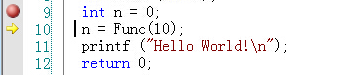 9 int n = 0;
10 n = Func(10);
11 printf ("Hello World!\n");
12 return 0;